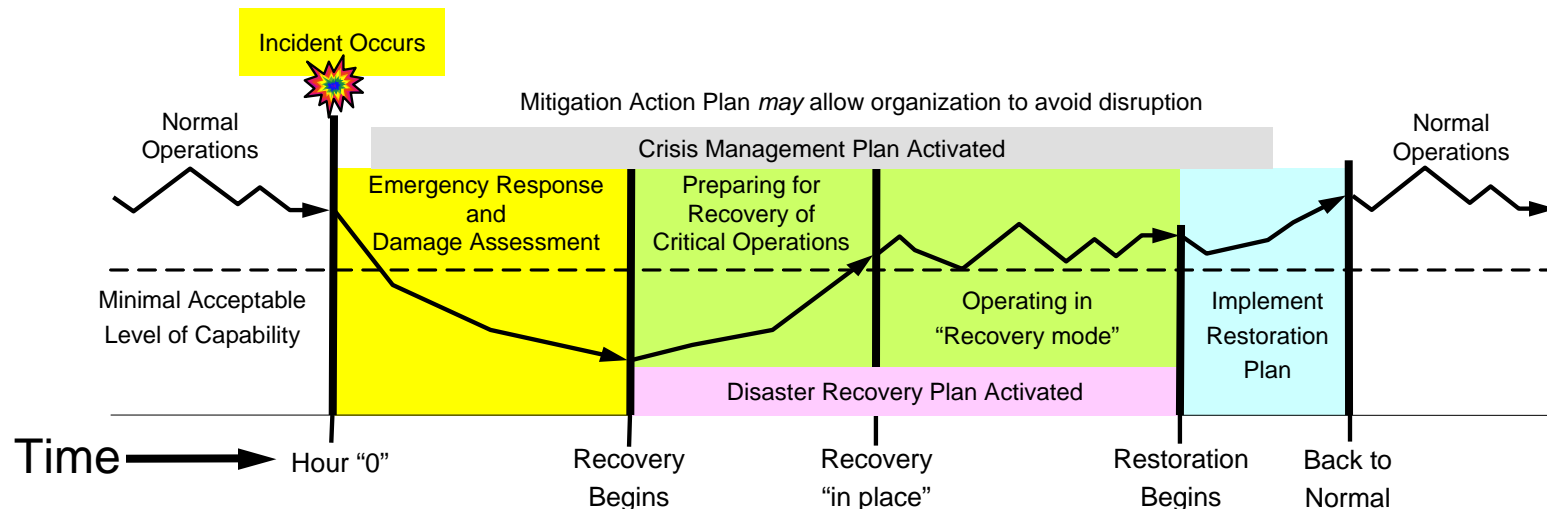 Incident Occurs
Mitigation Action Plan may allow organization to avoid disruption
Normal
Operations
Crisis Management Plan Activated
Normal
Operations
Emergency Response
and
Damage Assessment
Preparing for
Recovery of
Critical Operations
Minimal Acceptable
Level of Capability
Operating in
“Recovery mode”
Implement
Restoration
Plan
Disaster Recovery Plan Activated
Time
Hour “0”
Recovery
Begins
Recovery
“in place”
Restoration
Begins
Back to
Normal